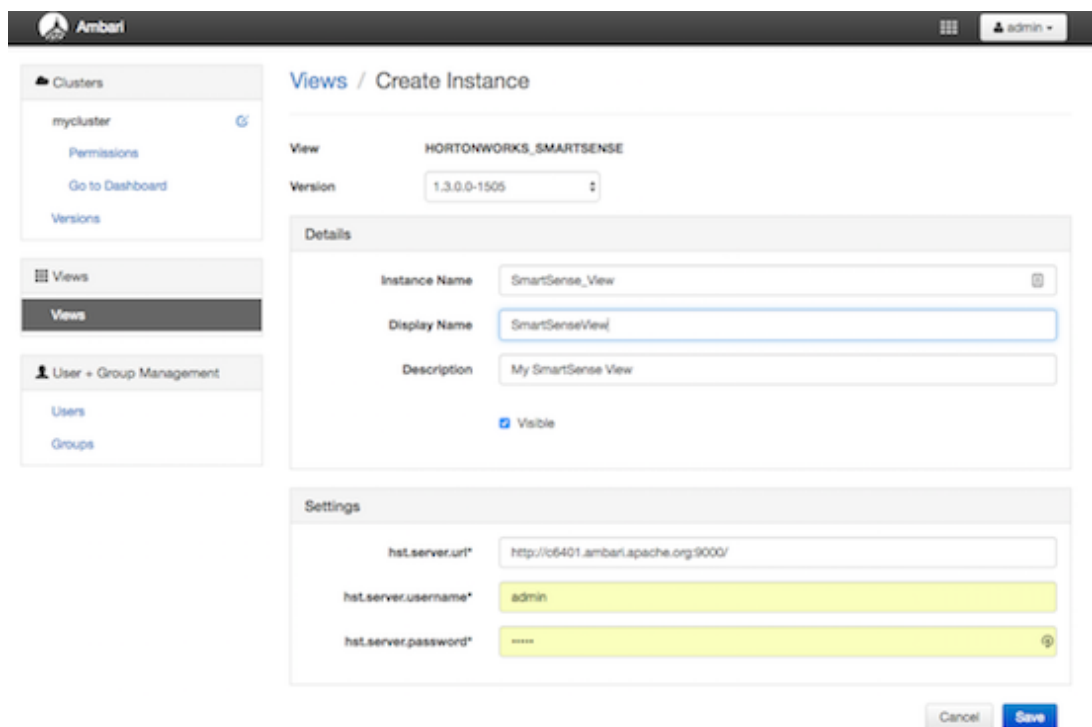 Ambari
admin
Clusters
mycluster
Permissions
Go to Dashboard
Versions
Views
Views
User + Group Management
Users
Groups
Views / Create Instance
View HORTONWORKS_SMARTSENSE
Version 1.3.0.0-1505
Details
Instance Name SmartSense_View
Display Name SmartSenseView
Description My SmartSense View
Visible
Settings
hst.server.url* http://c6401.ambari.apache.org:9000/
hst.server.username* admin
hst.server.password* •••••
Cancel Save